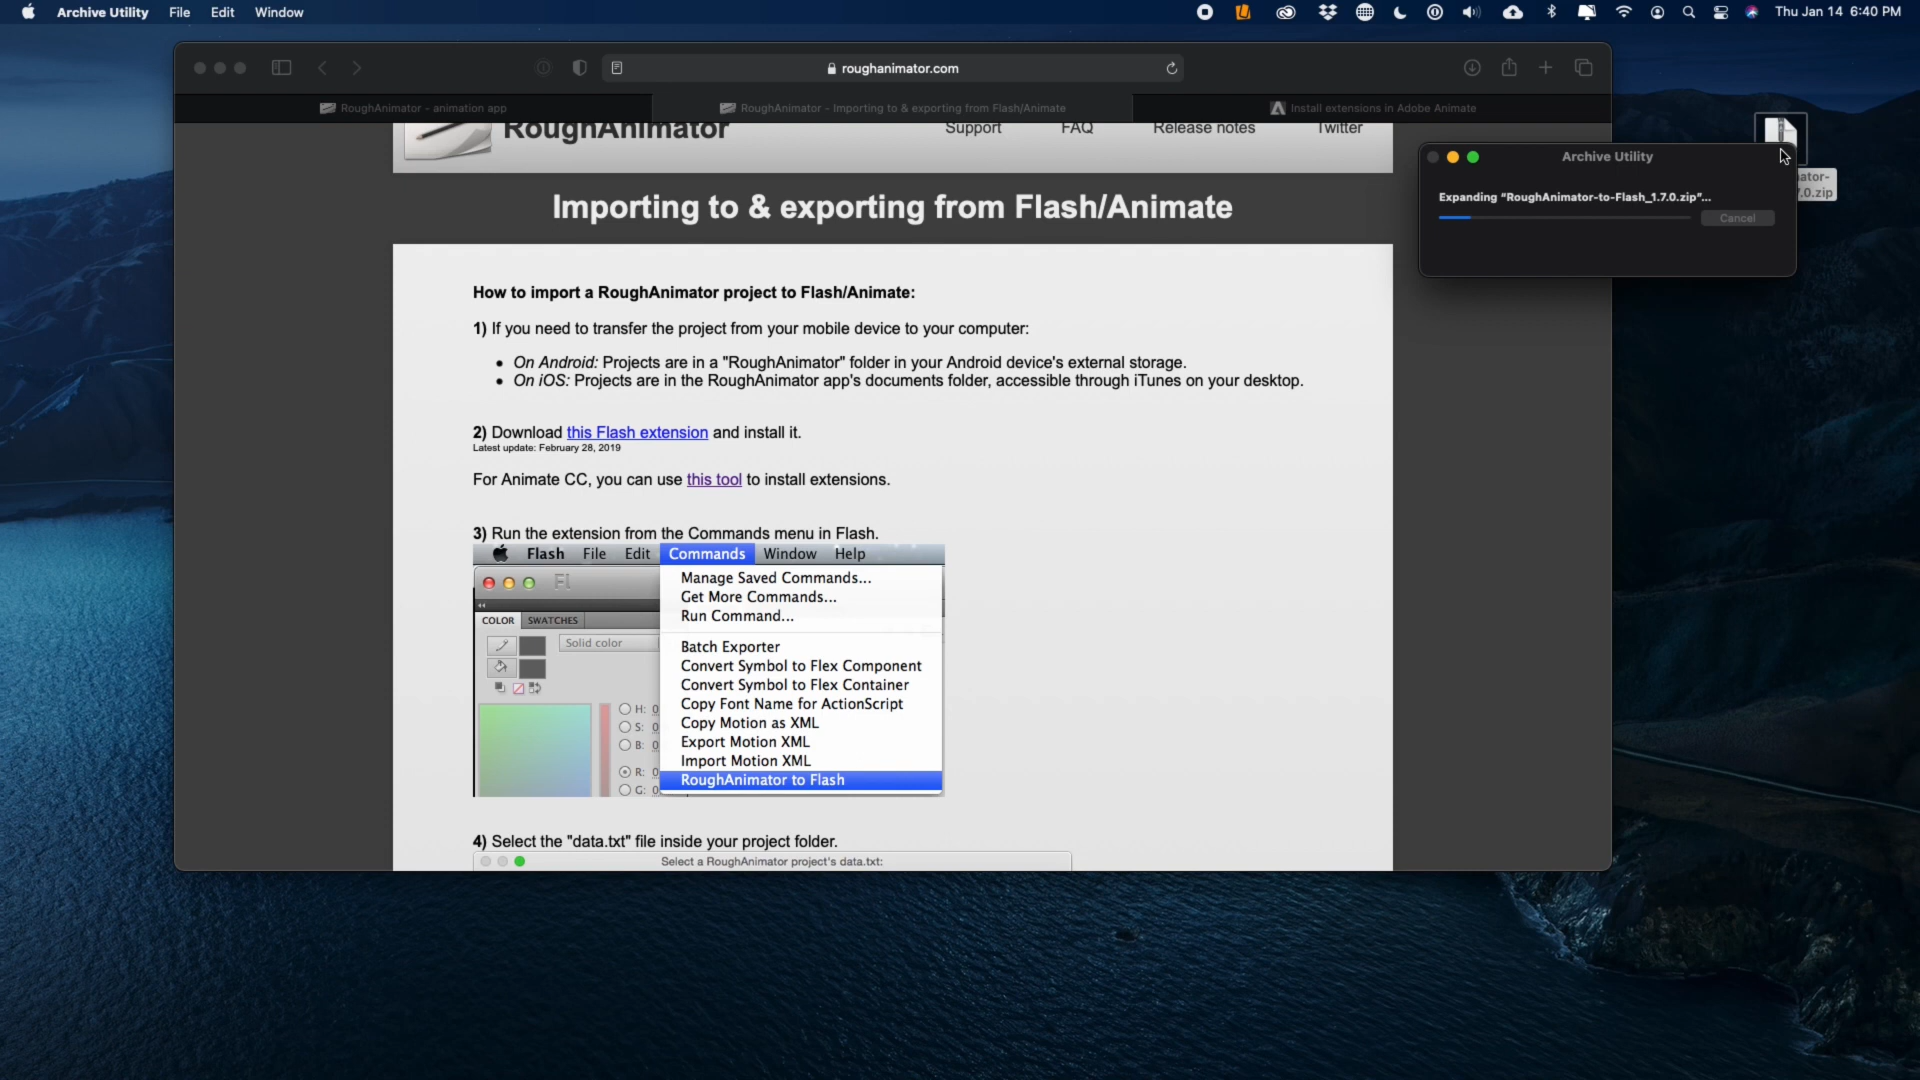 Archive Utility File Edit Window
Thu Jan 14 6:40 PM
roughanimator.com
RoughAnimator - animation app
RoughAnimator - Importing to & exporting from Flash/Animate
Install extensions in Adobe Animate
RoughAnimator
Support FAQ Release notes Twitter
Archive Utility
Expanding “RoughAnimator-to-Flash_1.7.0.zip”...
Cancel
Importing to & exporting from Flash/Animate
How to import a RoughAnimator project to Flash/Animate:
1) If you need to transfer the project from your mobile device to your computer:
• On Android: Projects are in a "RoughAnimator" folder in your Android device's external storage.
• On iOS: Projects are in the RoughAnimator app's documents folder, accessible through iTunes on your desktop.
2) Download this Flash extension and install it.
Latest update: February 28, 2019
For Animate CC, you can use this tool to install extensions.
3) Run the extension from the Commands menu in Flash.
Flash File Edit Commands Window Help
Fl
COLOR SWATCHES
Solid color
H: 0
S: 0
B: 0
R: 0
G: 0
Manage Saved Commands...
Get More Commands...
Run Command...
Batch Exporter
Convert Symbol to Flex Component
Convert Symbol to Flex Container
Copy Font Name for ActionScript
Copy Motion as XML
Export Motion XML
Import Motion XML
RoughAnimator to Flash
4) Select the "data.txt" file inside your project folder.
Select a RoughAnimator project's data.txt: